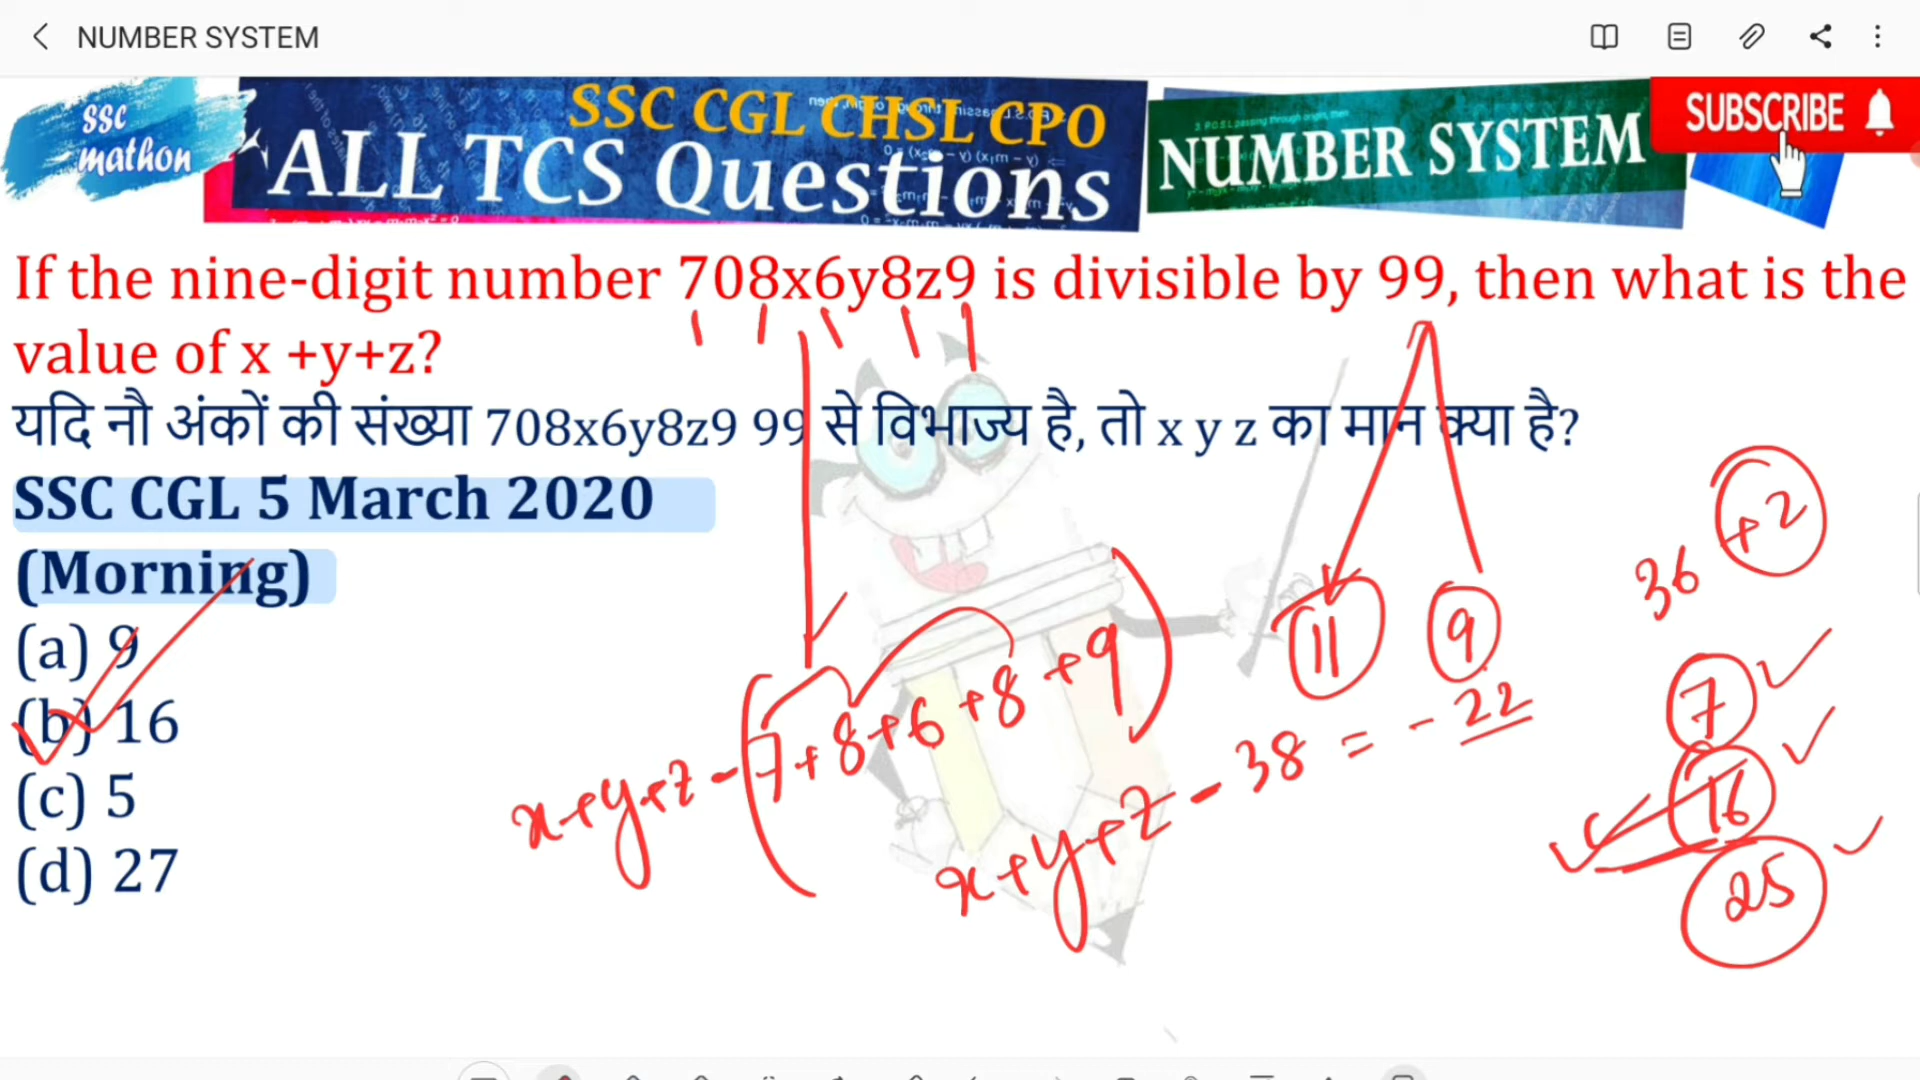 NUMBER SYSTEM
SSC mathon
SSC CGL CHSL CPO
ALL TCS Questions
NUMBER SYSTEM
SUBSCRIBE
If the nine-digit number 708x6y8z9 is divisible by 99, then what is the
value of x +y+z?
यदि नौ अंकों की संख्या 708x6y8z9 99 से विभाज्य है, तो x y z का मान क्या है?
SSC CGL 5 March 2020
(Morning)
(a) 9
(b) 16
(c) 5
(d) 27
11 9
36 +2
7
16
25
x+y+z-(7+8+6+8+9)
x+y+z-38 = -22